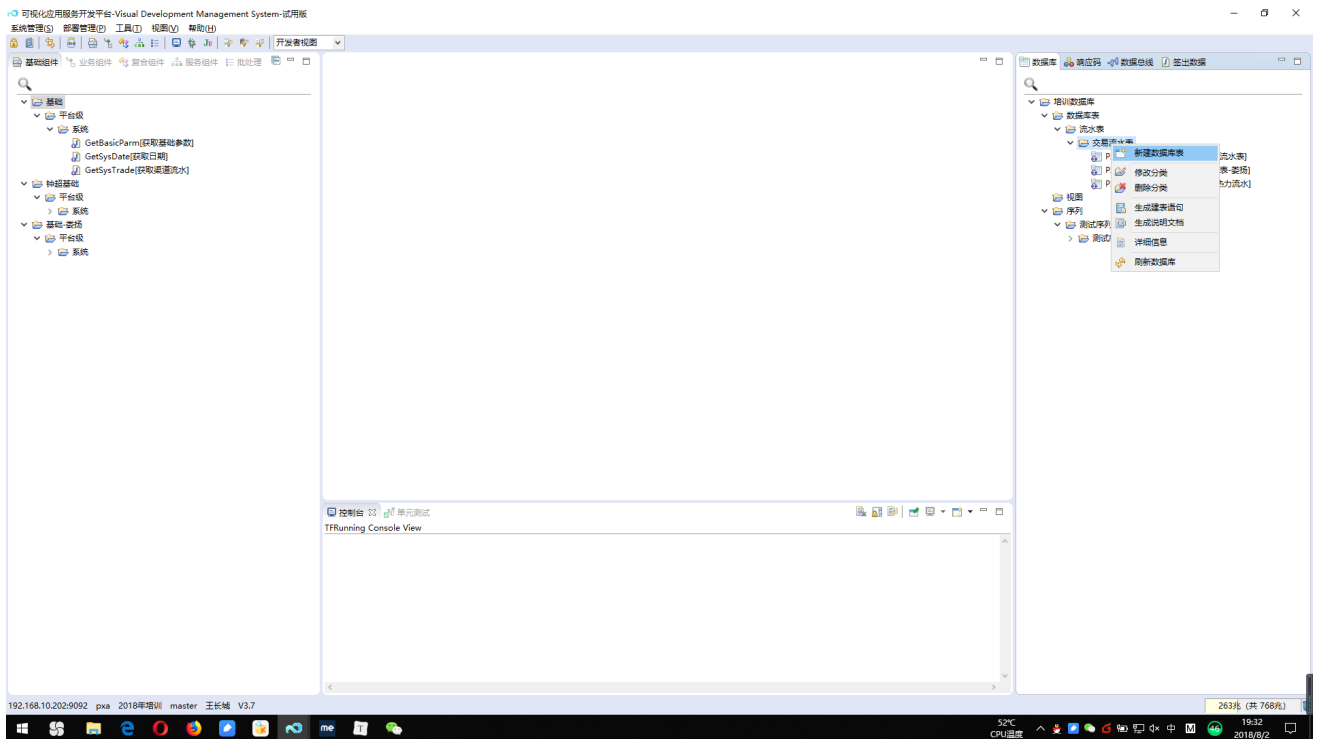 可视化应用服务开发平台-Visual Development Management System-试用版
系统管理(S) 部署管理(P) 工具(T) 视图(V) 帮助(H)
开发者视图
基础组件 业务组件 复合组件 服务组件 批处理
基础
平台级
系统
GetBasicParm[获取基础参数]
GetSysDate[获取日期]
GetSysTrade[获取渠道流水]
钟超基础
平台级
系统
基础-娄扬
平台级
系统
控制台 单元测试
TFRunning Console View
数据库 响应码 数据总线 签出数据
培训数据库
数据库表
流水表
交易流水表
P 流水表]
P 表-娄扬]
P 力流水]
视图
序列
测试序列
测试
新建数据库表
修改分类
删除分类
生成建表语句
生成说明文档
详细信息
刷新数据库
192.168.10.202:9092 pxa 2018年培训 master 王长城 V3.7
263兆 (共 768兆)
me T
52℃
CPU温度
中 M 46
19:32
2018/8/2